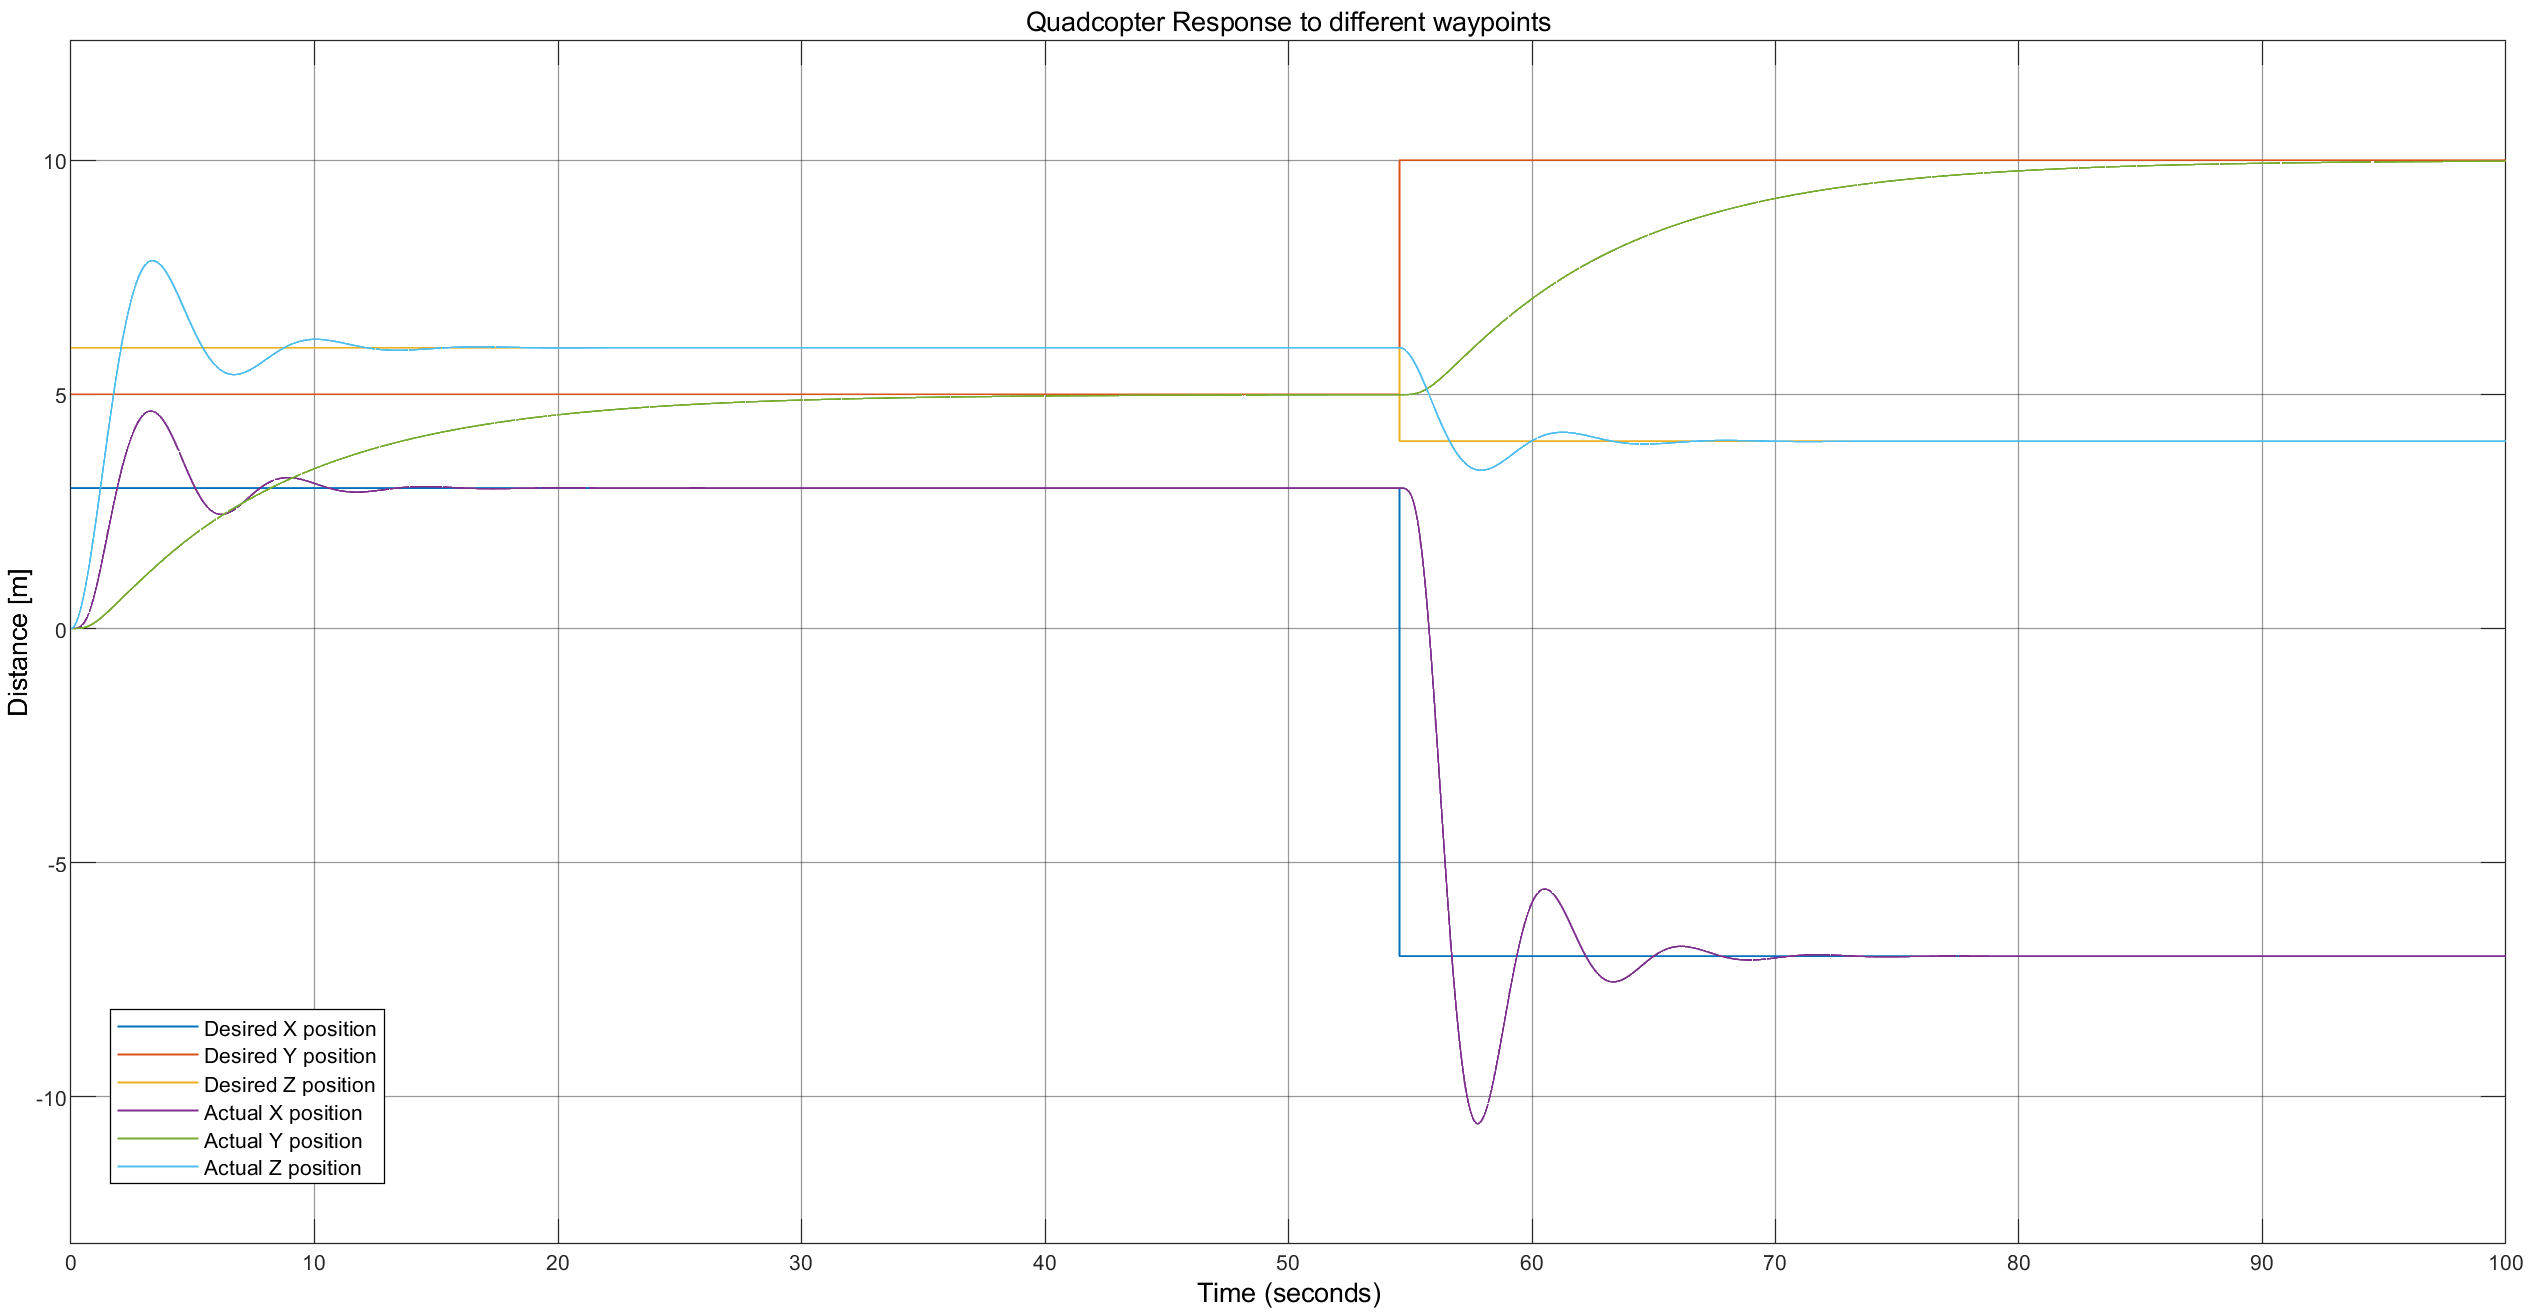 Quadcopter Response to different waypoints
10
5
0
-5
-10
Distance [m]
Desired X position
Desired Y position
Desired Z position
Actual X position
Actual Y position
Actual Z position
0 10 20 30 40 50 60 70 80 90 100
Time (seconds)